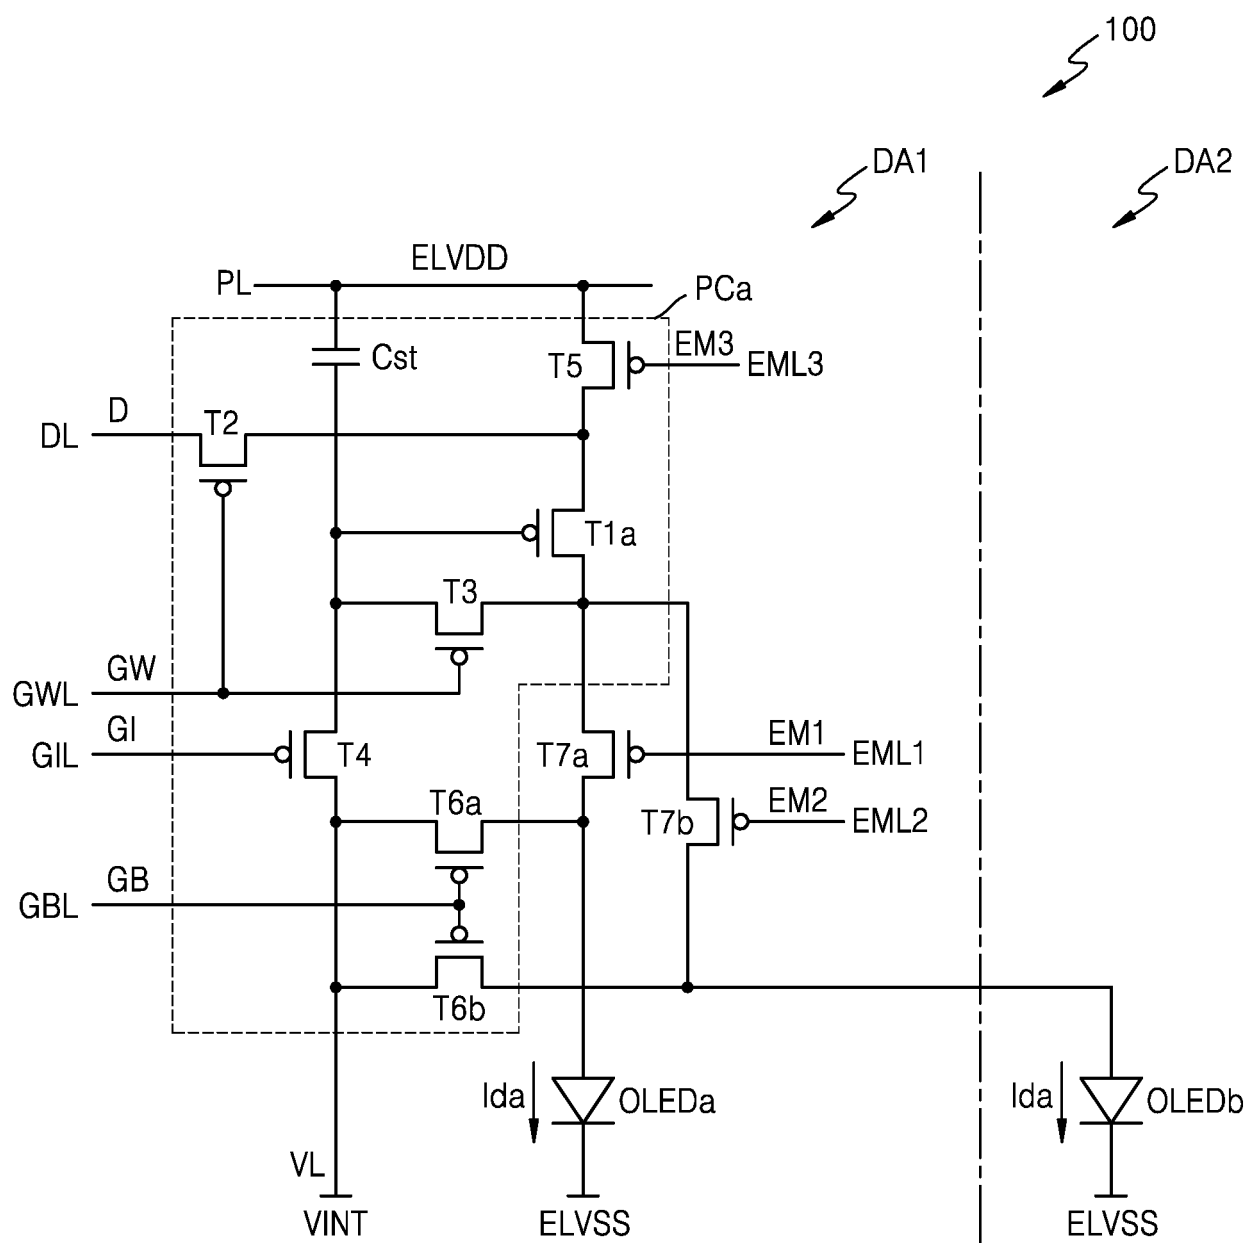 100
DA1
DA2
ELVDD
PL
PCa
Cst
T5
EM3
EML3
D
DL
T2
T1a
T3
GW
GWL
GI
GIL
T4
T7a
EM1
EML1
T6a
T7b
EM2
EML2
GB
GBL
T6b
Ida
OLEDa
Ida
OLEDb
VL
VINT
ELVSS
ELVSS